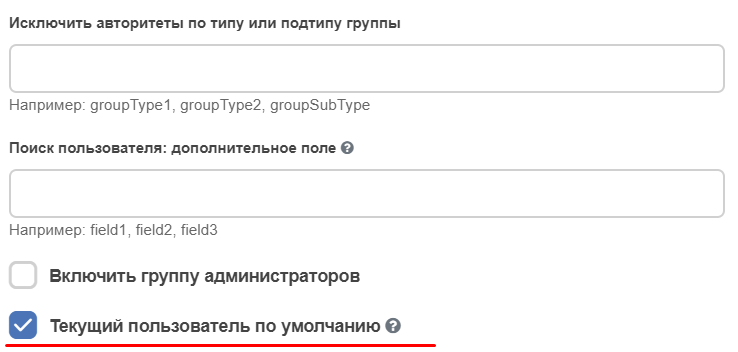 Исключить авторитеты по типу или подтипу группы
Например: groupType1, groupType2, groupSubType
Поиск пользователя: дополнительное поле
Например: field1, field2, field3
Включить группу администраторов
Текущий пользователь по умолчанию